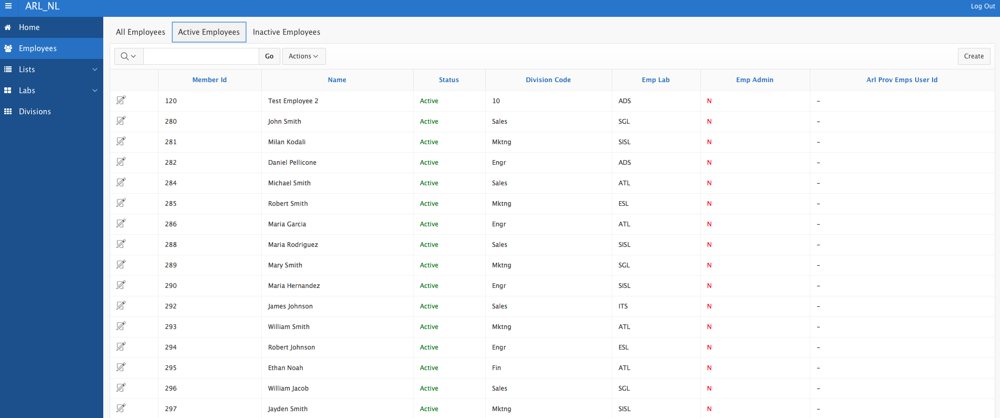 ARL_NL
Log Out
Home
Employees
Lists
Labs
Divisions
All Employees Active Employees Inactive Employees
Go Actions Create
Member Id Name Status Division Code Emp Lab Emp Admin Arl Prov Emps User Id
120 Test Employee 2 Active 10 ADS N -
280 John Smith Active Sales SGL N -
281 Milan Kodali Active Mktng SISL N -
282 Daniel Pellicone Active Engr ADS N -
284 Michael Smith Active Sales ATL N -
285 Robert Smith Active Mktng ESL N -
286 Maria Garcia Active Engr ATL N -
288 Maria Rodriguez Active Sales SISL N -
289 Mary Smith Active Mktng SGL N -
290 Maria Hernandez Active Engr SISL N -
292 James Johnson Active Sales ITS N -
293 William Smith Active Mktng ATL N -
294 Robert Johnson Active Engr ESL N -
295 Ethan Noah Active Fin ATL N -
296 William Jacob Active Sales SGL N -
297 Jayden Smith Active Mktng SISL N -